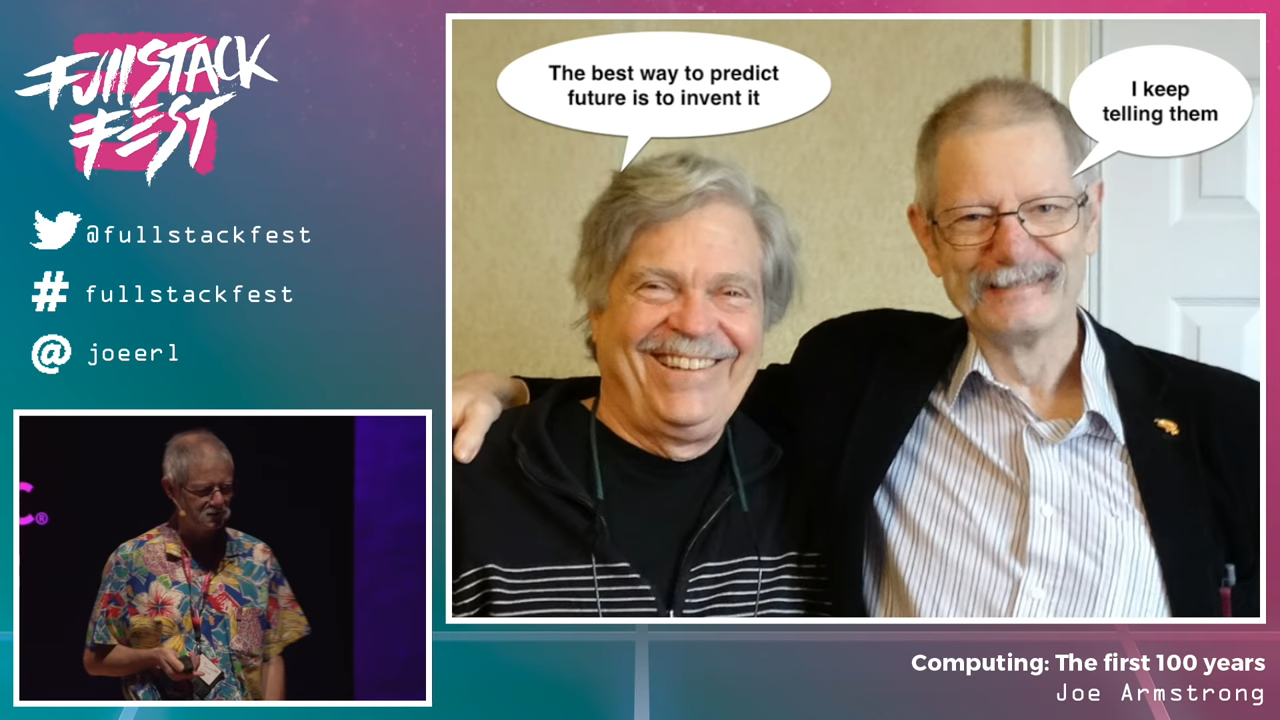 FullSTACK
FEST
@fullstackfest
# fullstackfest
@ joeerl
The best way to predict
future is to invent it
I keep
telling them
C®
Computing: The first 100 years
Joe Armstrong